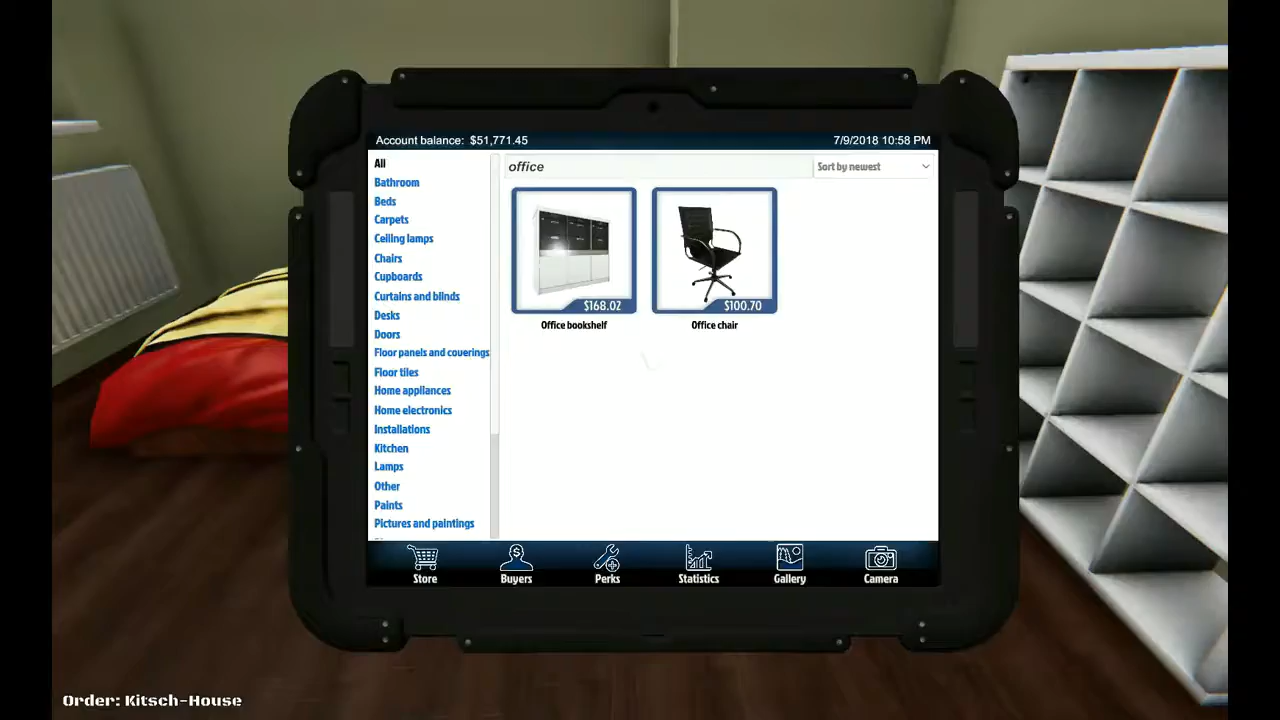 Account balance: $51,771.45
7/9/2018 10:58 PM
All
Bathroom
Beds
Carpets
Ceiling lamps
Chairs
Cupboards
Curtains and blinds
Desks
Doors
Floor panels and coverings
Floor tiles
Home appliances
Home electronics
Installations
Kitchen
Lamps
Other
Paints
Pictures and paintings
office
Sort by newest
$168.02
$100.70
Office bookshelf
Office chair
Store
Buyers
Perks
Statistics
Gallery
Camera
Order: Kitsch-House